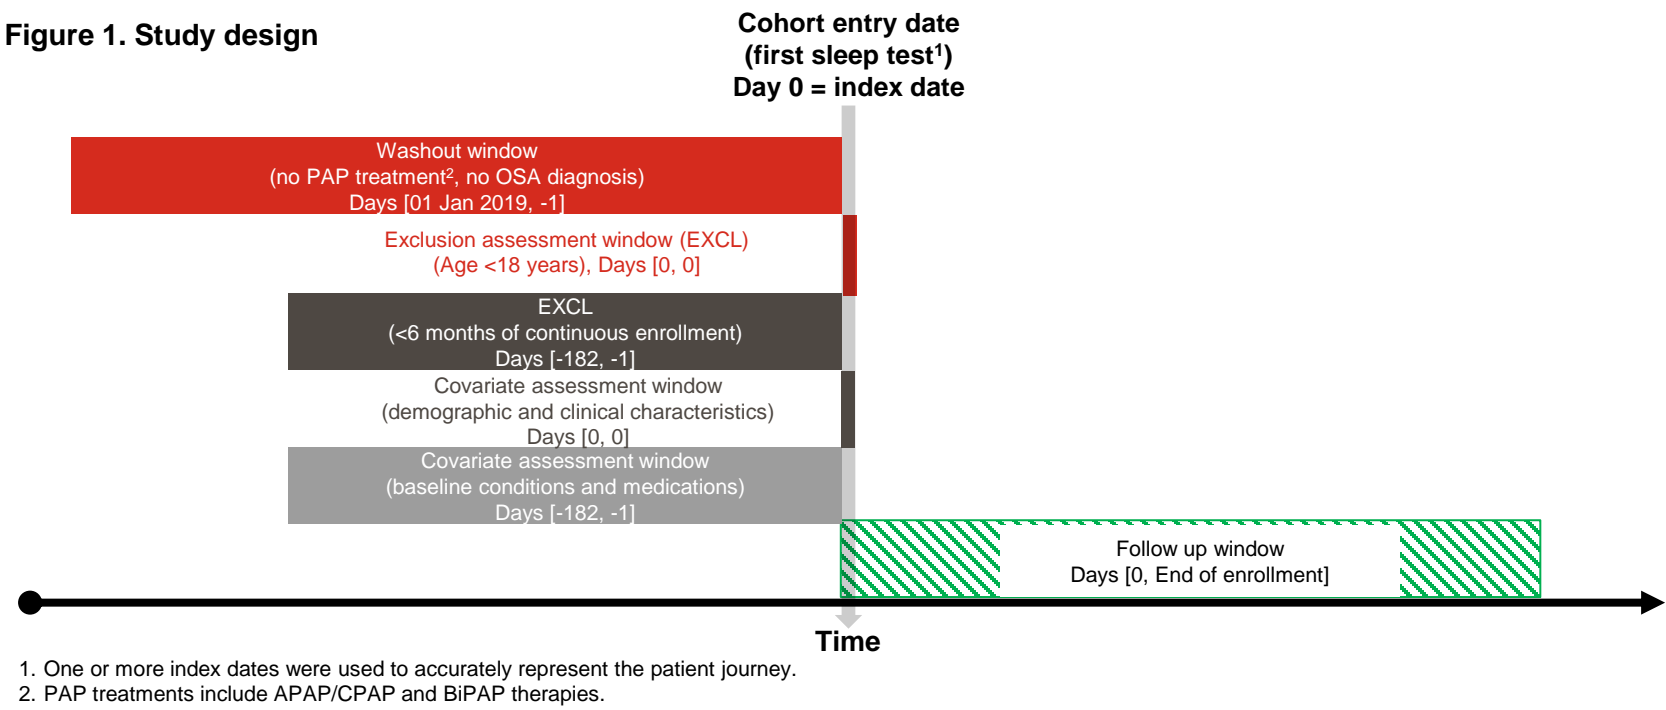 Figure 1. Study design
Cohort entry date
(first sleep test¹)
Day 0 = index date
Washout window
(no PAP treatment², no OSA diagnosis)
Days [01 Jan 2019, -1]
Exclusion assessment window (EXCL)
(Age <18 years), Days [0, 0]
EXCL
(<6 months of continuous enrollment)
Days [-182, -1]
Covariate assessment window
(demographic and clinical characteristics)
Days [0, 0]
Covariate assessment window
(baseline conditions and medications)
Days [-182, -1]
Follow up window
Days [0, End of enrollment]
Time
1. One or more index dates were used to accurately represent the patient journey.
2. PAP treatments include APAP/CPAP and BiPAP therapies.